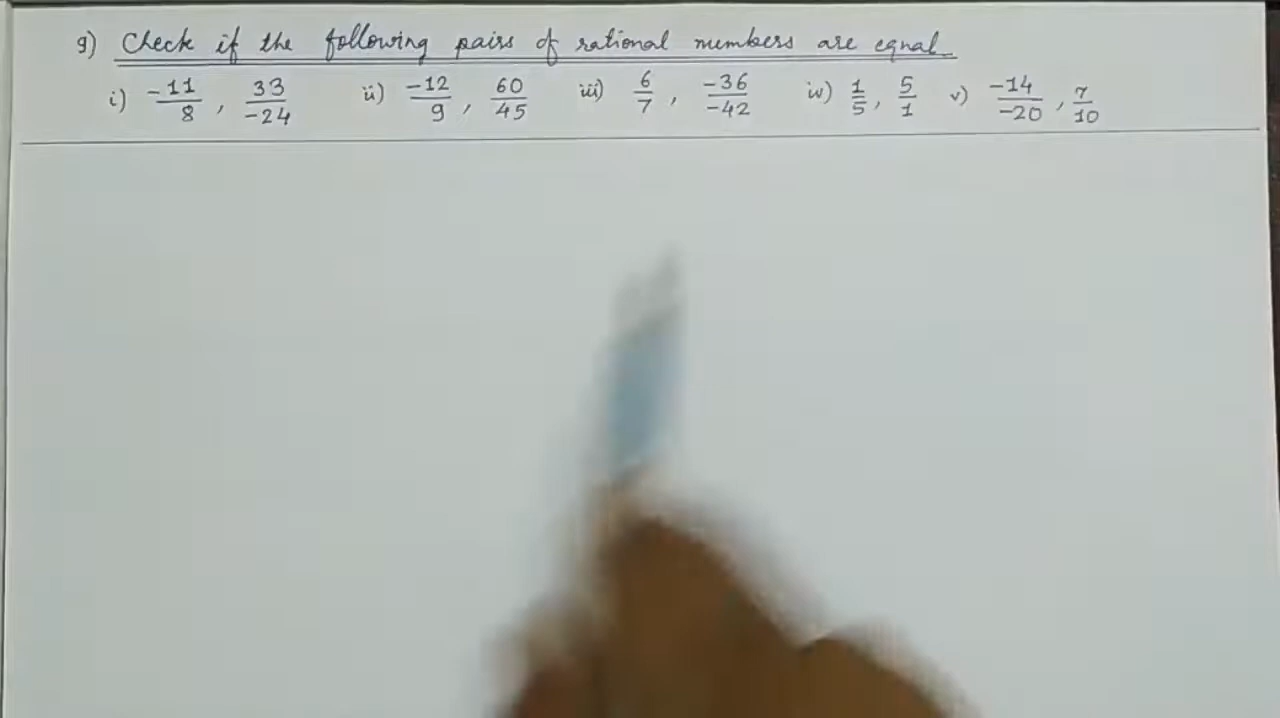 9) Check if the following pairs of rational numbers are equal
i) -11/8 , 33/-24 ii) -12/9 , 60/45 iii) 6/7 , -36/-42 iv) 1/5 , 5/1 v) -14/-20 , 7/10